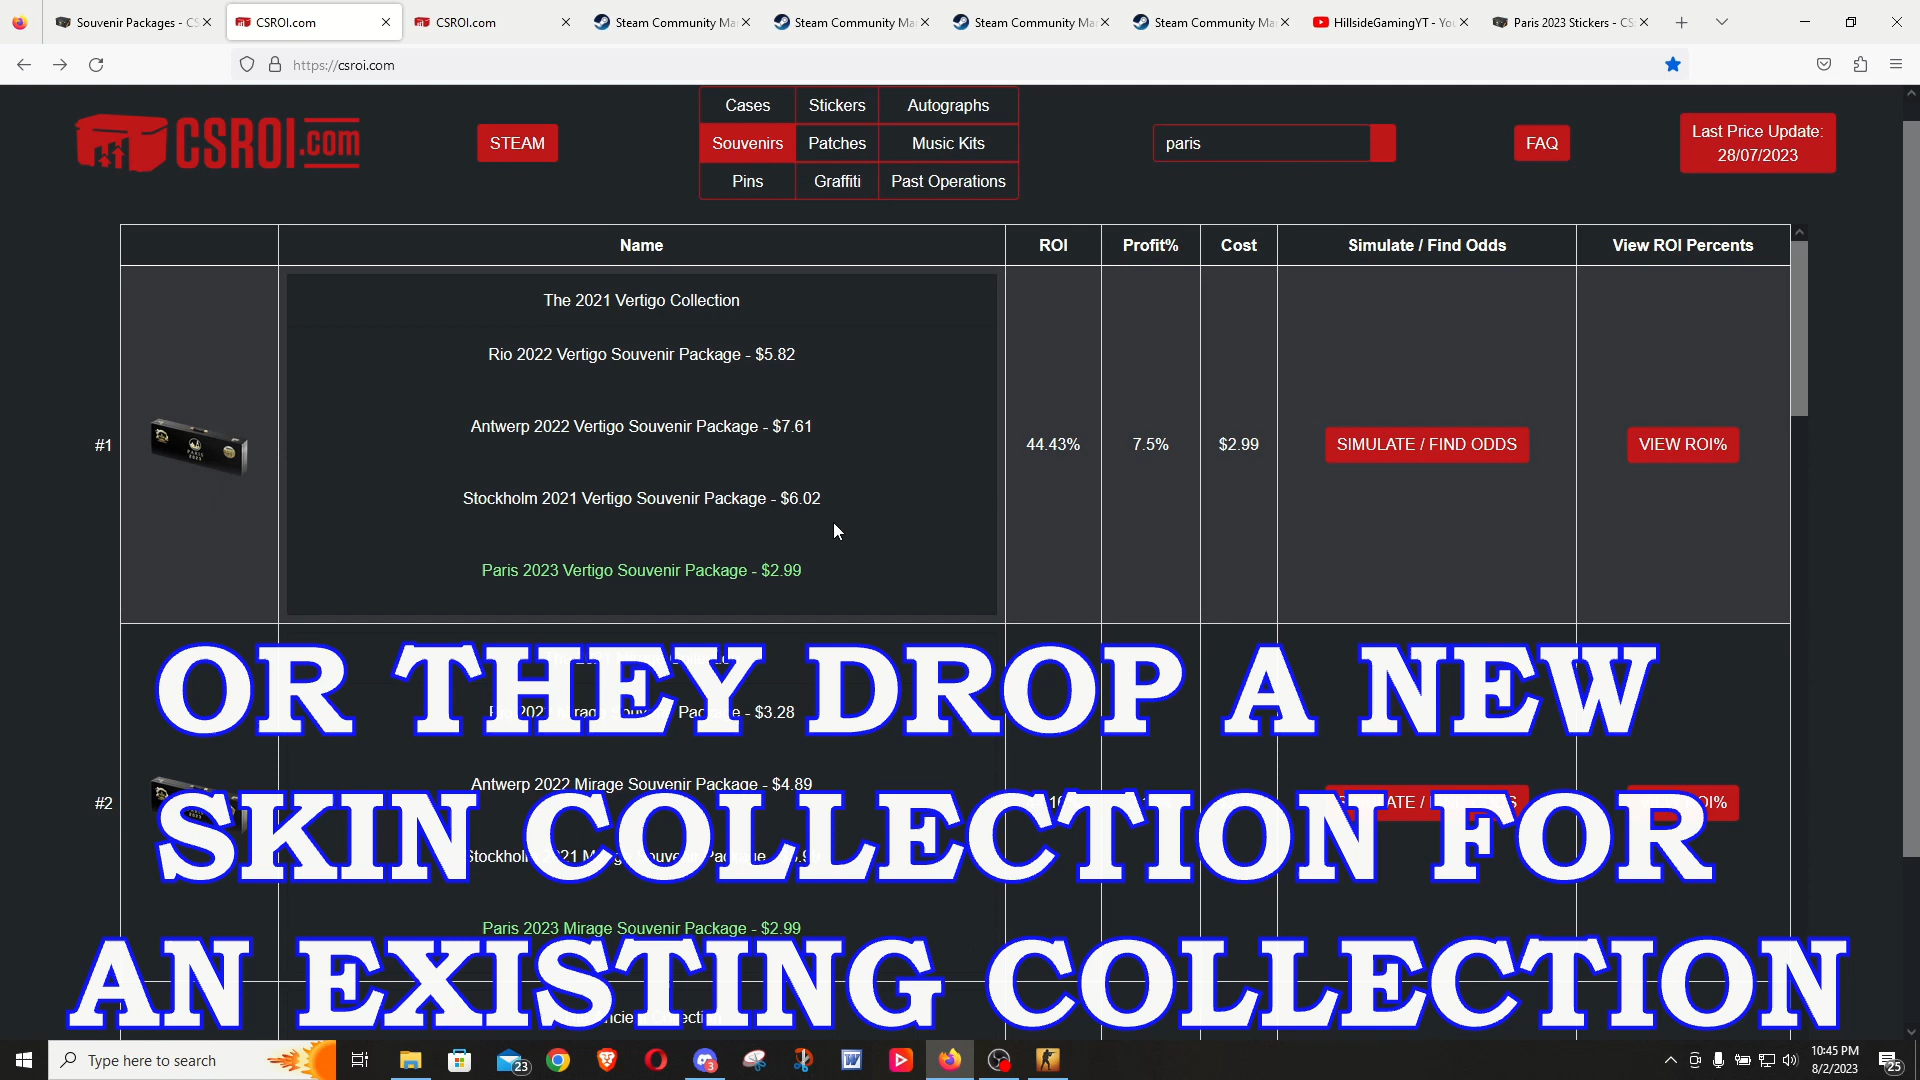 Souvenir Packages - CS
CSROI.com
CSROI.com
Steam Community Ma
Steam Community Ma
Steam Community Ma
Steam Community Ma
HillsideGamingYT - Yo
Paris 2023 Stickers - CS
https://csroi.com
CSROI.com
STEAM
Cases Stickers Autographs
Souvenirs Patches Music Kits
Pins Graffiti Past Operations
paris
FAQ
Last Price Update:
28/07/2023
Name ROI Profit% Cost Simulate / Find Odds View ROI Percents
The 2021 Vertigo Collection
Rio 2022 Vertigo Souvenir Package - $5.82
Antwerp 2022 Vertigo Souvenir Package - $7.61
#1 44.43% 7.5% $2.99 SIMULATE / FIND ODDS VIEW ROI%
Stockholm 2021 Vertigo Souvenir Package - $6.02
Paris 2023 Vertigo Souvenir Package - $2.99
OR THEY DROP A NEW
Package - $3.28
Antwerp 2022 Mirage Souvenir Package - $4.89
#2
SKIN COLLECTION FOR
Paris 2023 Mirage Souvenir Package - $2.99
AN EXISTING COLLECTION
Type here to search
23
3
10:45 PM
8/2/2023
25